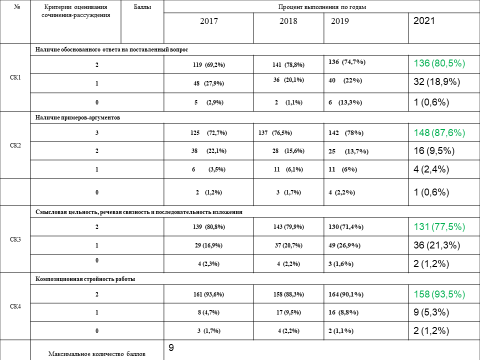 № Критерии оценивания сочинения-рассуждения Баллы Процент выполнения по годам
2017 2018 2019 2021
СК1 Наличие обоснованного ответа на поставленный вопрос
2 119 (69,2%) 141 (78,8%) 136 (74,7%) 136 (80,5%)
1 48 (27,9%) 36 (20,1%) 40 (22%) 32 (18,9%)
0 5 (2,9%) 2 (1,1%) 6 (13,3%) 1 (0,6%)
СК2 Наличие примеров-аргументов
3 125 (72,7%) 137 (76,5%) 142 (78%) 148 (87,6%)
2 38 (22,1%) 28 (15,6%) 25 (13,7%) 16 (9,5%)
1 6 (3,5%) 11 (6,1%) 11 (6%) 4 (2,4%)
0 2 (1,2%) 3 (1,7%) 4 (2,2%) 1 (0,6%)
СК3 Смысловая цельность, речевая связность и последовательность изложения
2 139 (80,8%) 143 (79,9%) 130 (71,4%) 131 (77,5%)
1 29 (16,9%) 37 (20,7%) 49 (26,9%) 36 (21,3%)
0 4 (2,3%) 4 (2,2%) 3 (1,6%) 2 (1,2%)
СК4 Композиционная стройность работы
2 161 (93,6%) 158 (88,3%) 164 (90,1%) 158 (93,5%)
1 8 (4,7%) 17 (9,5%) 16 (8,8%) 9 (5,3%)
0 3 (1,7%) 4 (2,2%) 2 (1,1%) 2 (1,2%)
Максимальное количество баллов 9